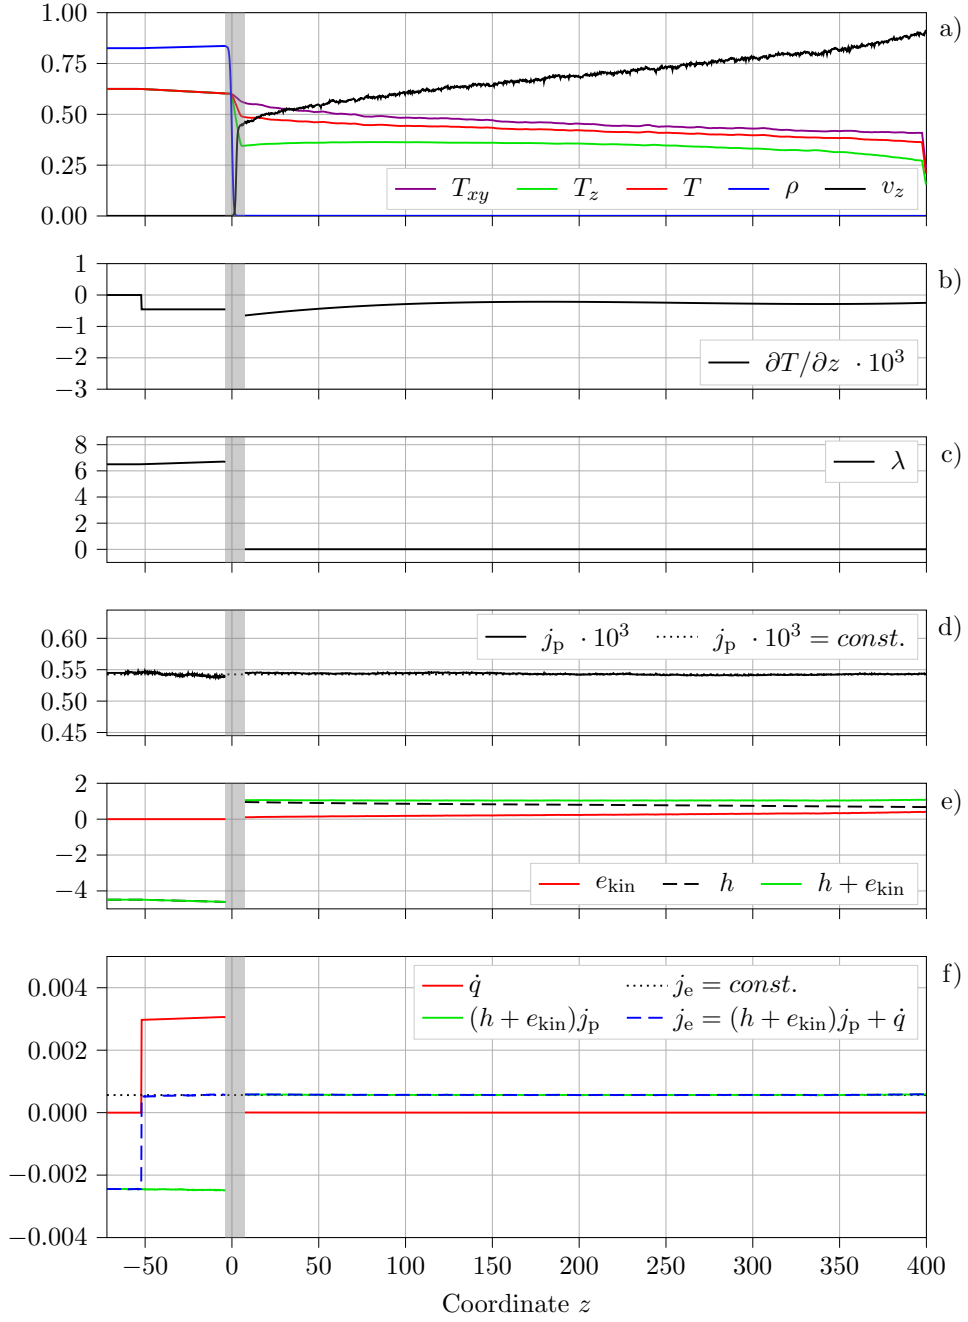 1.00
0.75
0.50
0.25
0.00
a)
T_{xy} T_z T ρ v_z
1
0
−1
−2
−3
b)
∂T/∂z · 10^3
8
6
4
2
0
c)
λ
0.60
0.55
0.50
0.45
d)
j_p · 10^3 j_p · 10^3 = const.
2
0
−2
−4
e)
e_kin h h + e_kin
0.004
0.002
0.000
−0.002
−0.004
f)
q̇ j_e = const.
(h + e_kin)j_p j_e = (h + e_kin)j_p + q̇
−50 0 50 100 150 200 250 300 350 400
Coordinate z